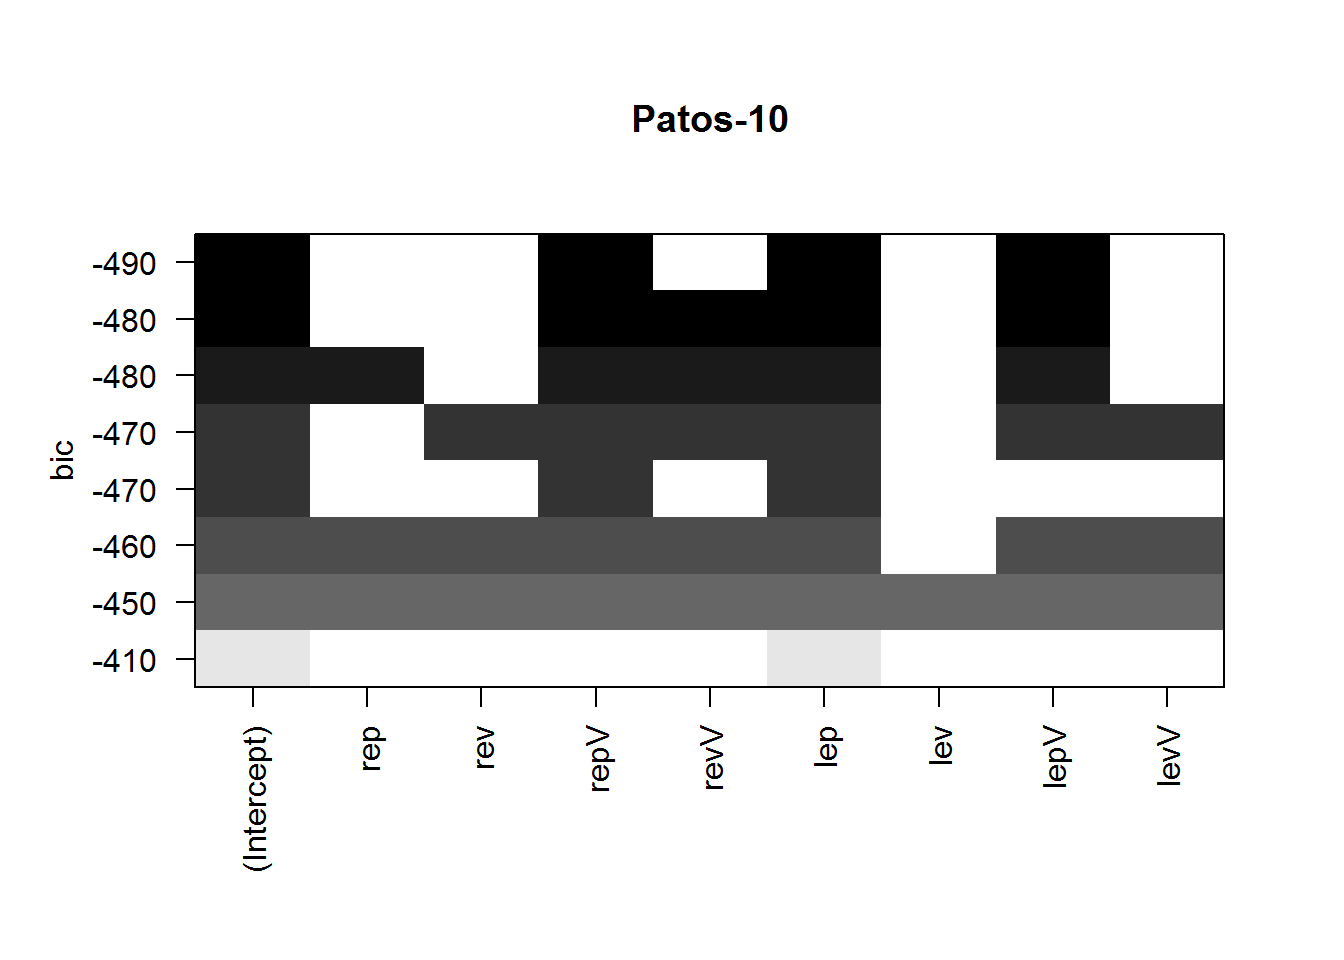 Patos-10
bic
-490
-480
-480
-470
-470
-460
-450
-410
(Intercept)
rep
rev
repV
revV
lep
lev
lepV
levV